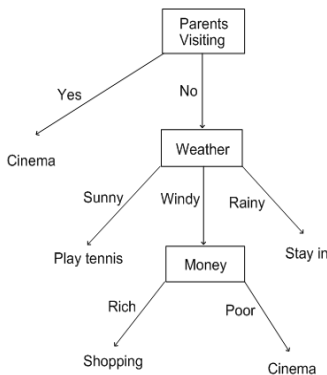 Parents
Visiting
Yes
No
Cinema
Weather
Sunny
Windy
Rainy
Play tennis
Money
Stay in
Rich
Poor
Shopping
Cinema